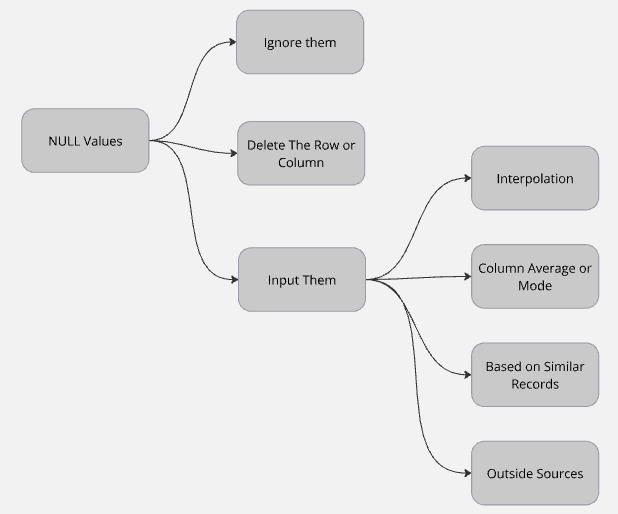 Ignore them
NULL Values
Delete The Row or
Column
Input Them
Interpolation
Column Average or
Mode
Based on Similar
Records
Outside Sources